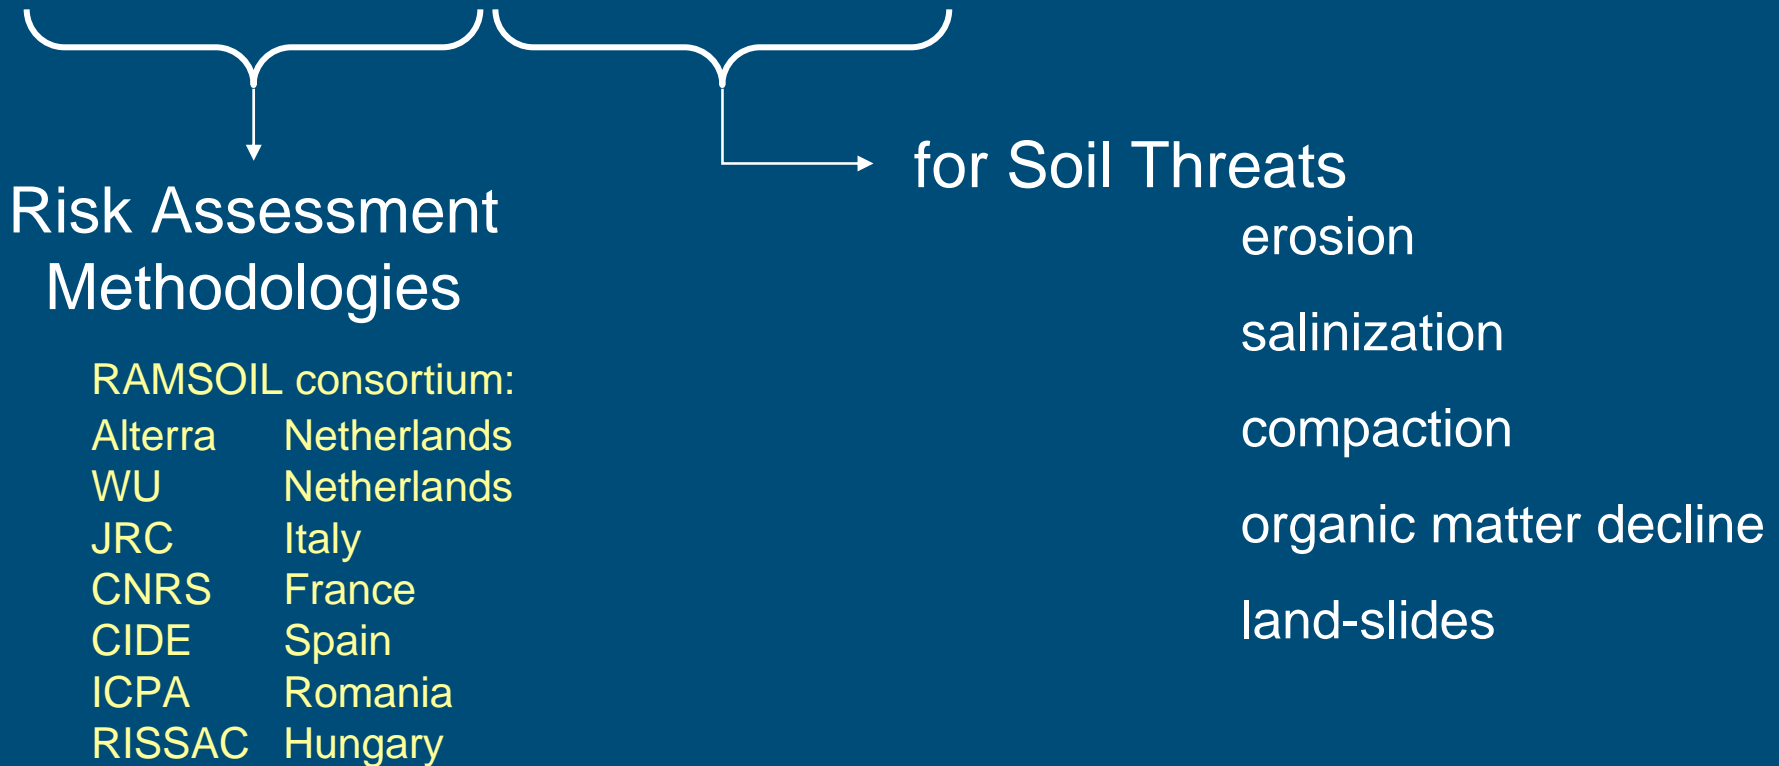 Risk Assessment
Methodologies
RAMSOIL consortium:
Alterra Netherlands
WU Netherlands
JRC Italy
CNRS France
CIDE Spain
ICPA Romania
RISSAC Hungary
for Soil Threats
erosion
salinization
compaction
organic matter decline
land-slides